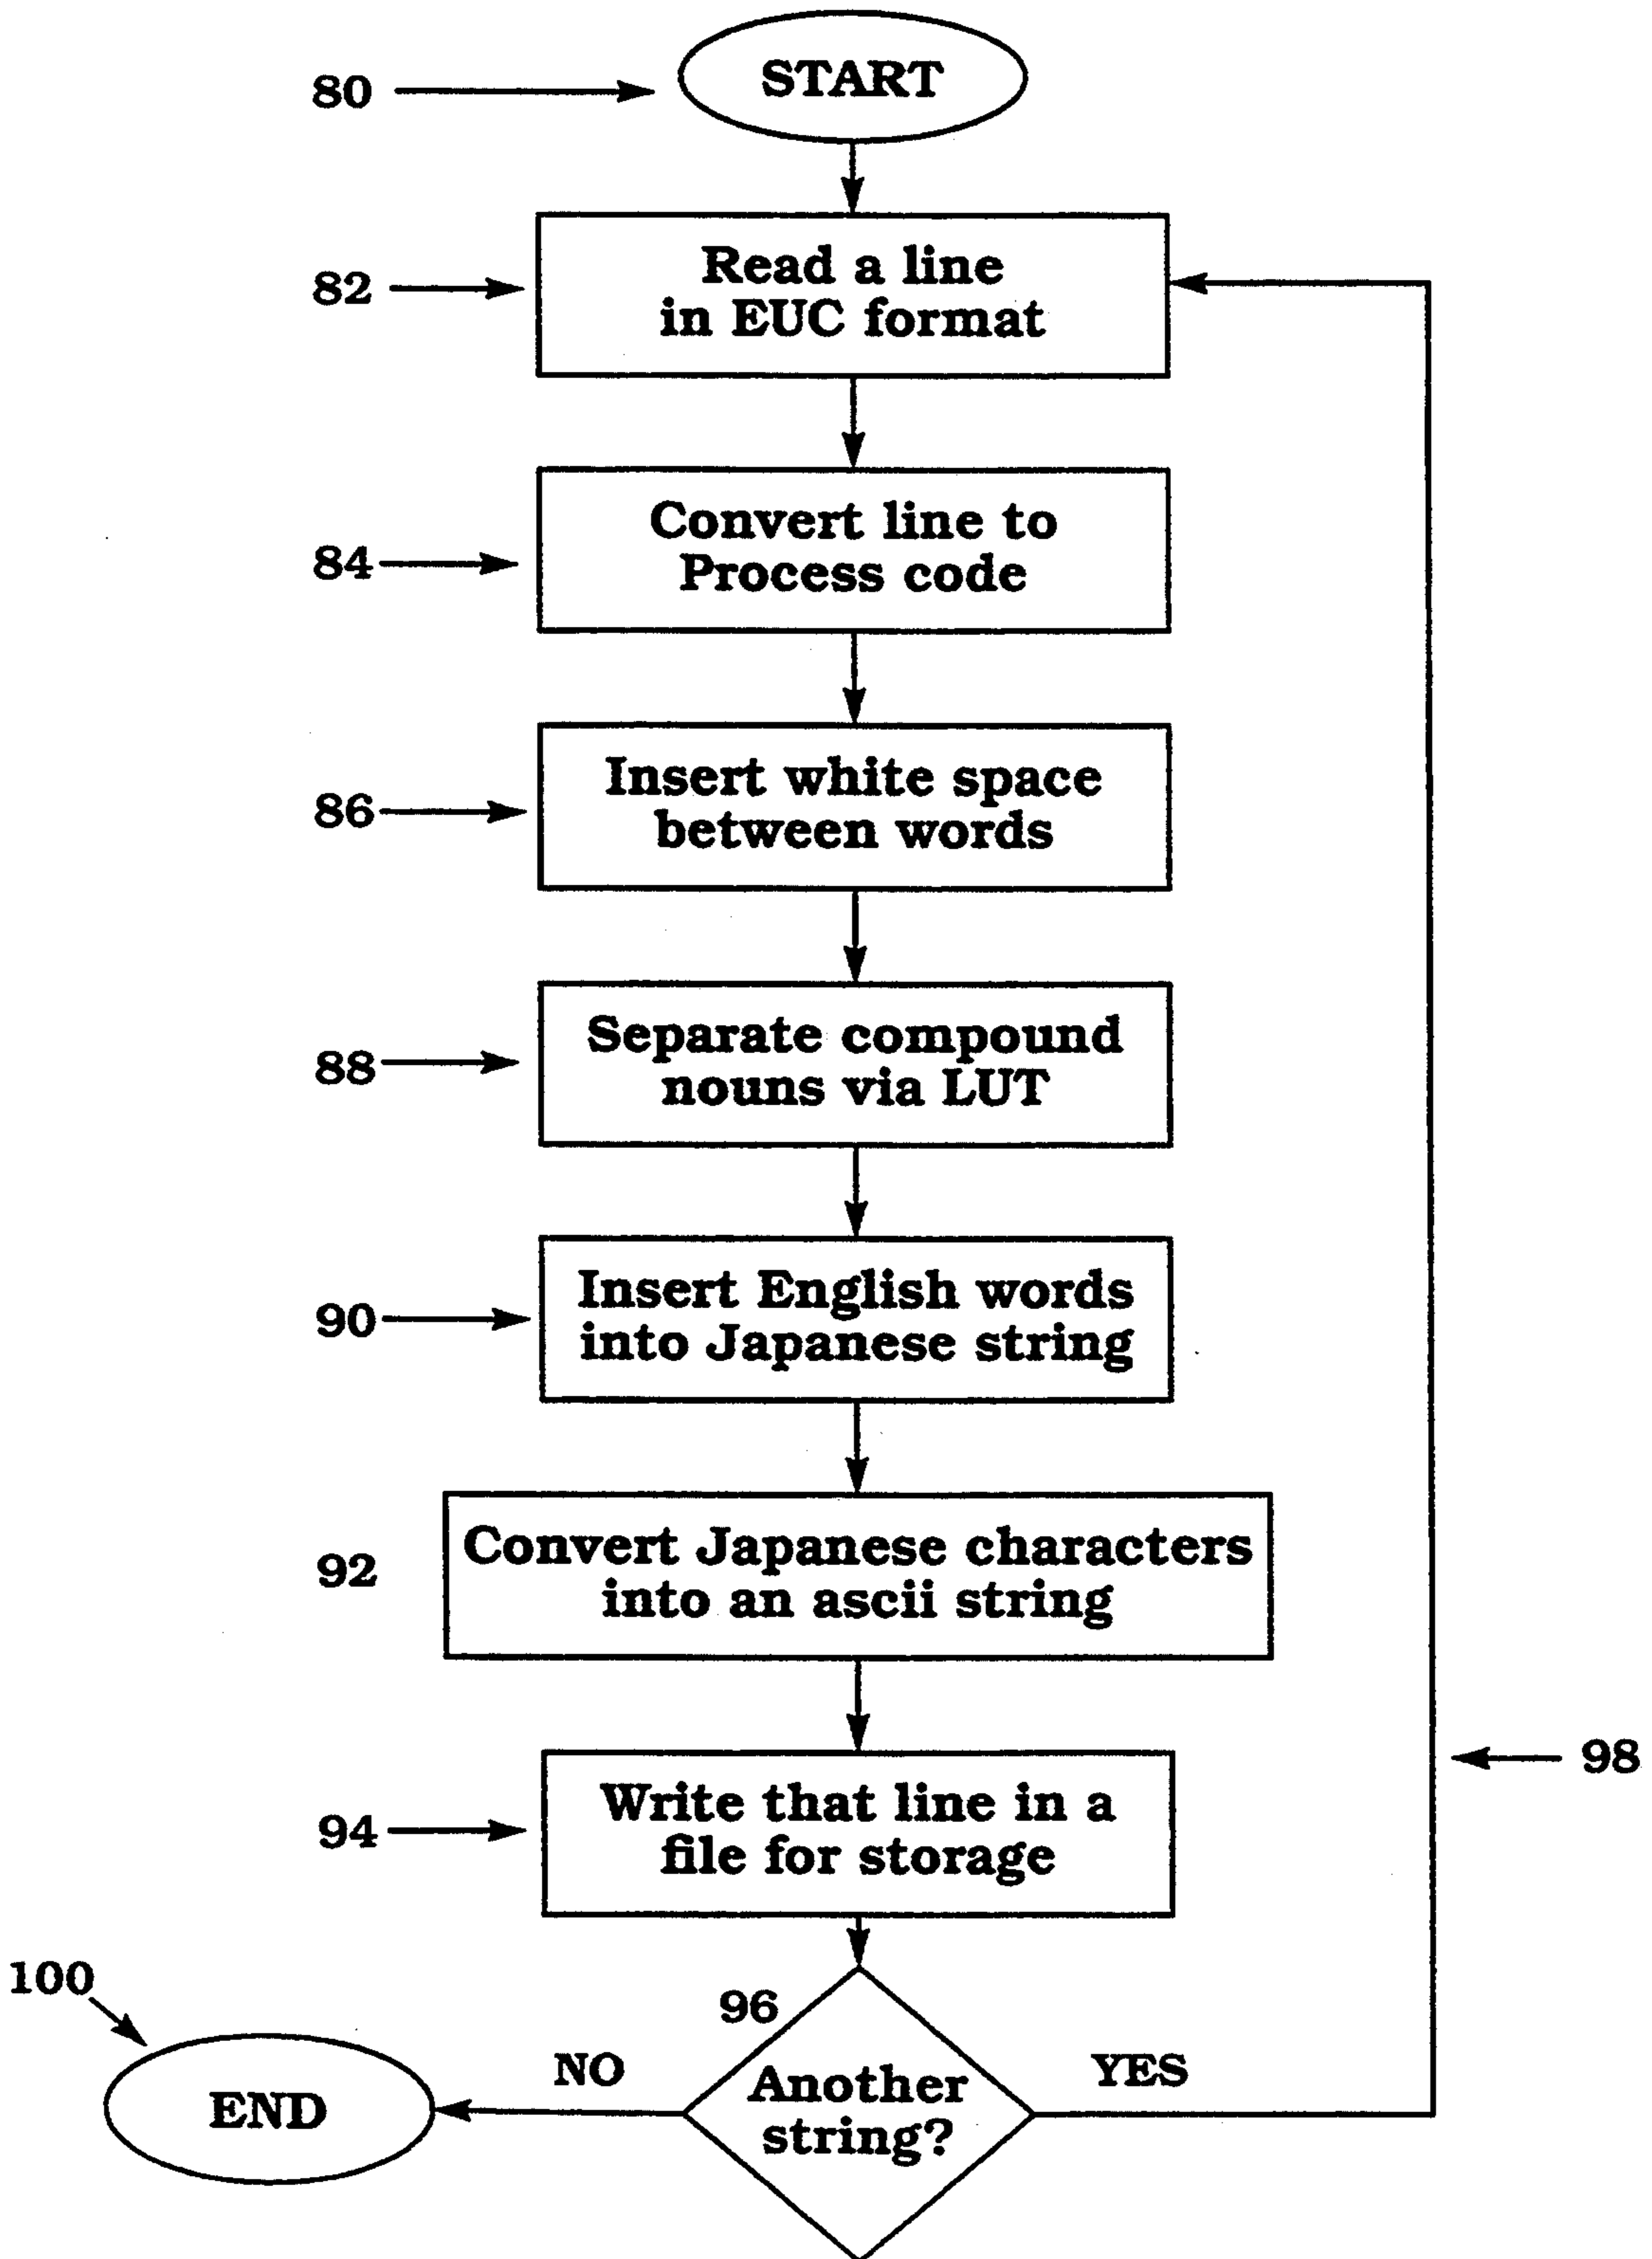 80
START
82
Read a line
in EUC format
84
Convert line to
Process code
86
Insert white space
between words
88
Separate compound
nouns via LUT
90
Insert English words
into Japanese string
92
Convert Japanese characters
into an ascii string
98
94
Write that line in a
file for storage
100
96
END
NO
Another
string?
YES